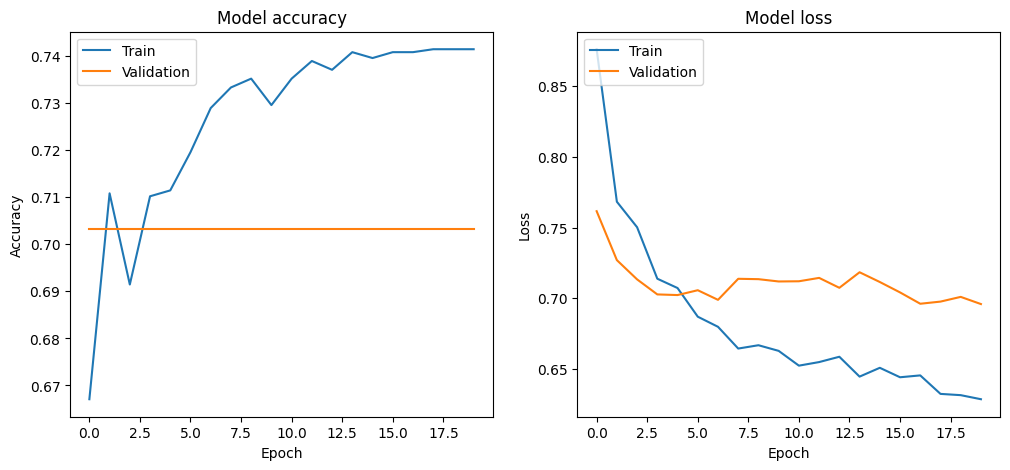 Model accuracy
Train
Validation
0.74
0.73
0.72
0.71
0.70
0.69
0.68
0.67
Accuracy
0.0 2.5 5.0 7.5 10.0 12.5 15.0 17.5
Epoch
Model loss
Train
Validation
0.85
0.80
0.75
0.70
0.65
Loss
0.0 2.5 5.0 7.5 10.0 12.5 15.0 17.5
Epoch